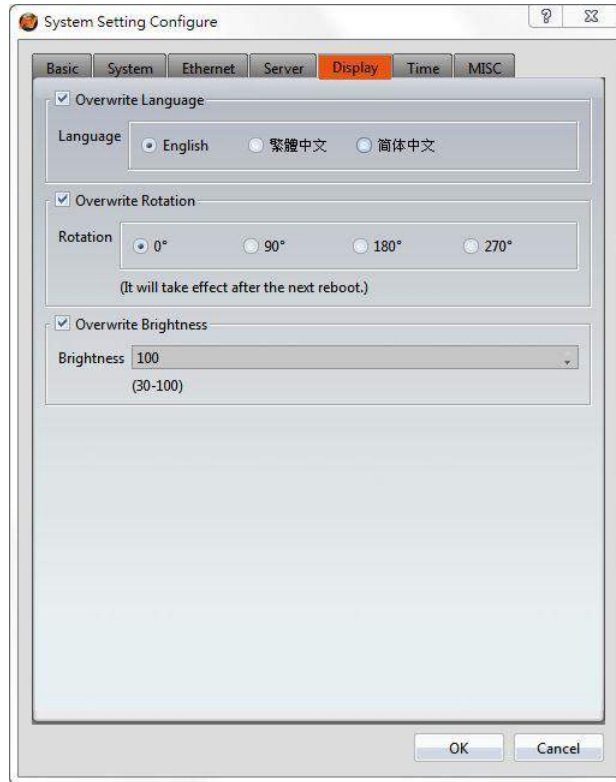 System Setting Configure
Basic System Ethernet Server Display Time MISC
Overwrite Language
Language English 繁體中文 简体中文
Overwrite Rotation
Rotation 0° 90° 180° 270°
(It will take effect after the next reboot.)
Overwrite Brightness
Brightness 100
(30-100)
OK Cancel